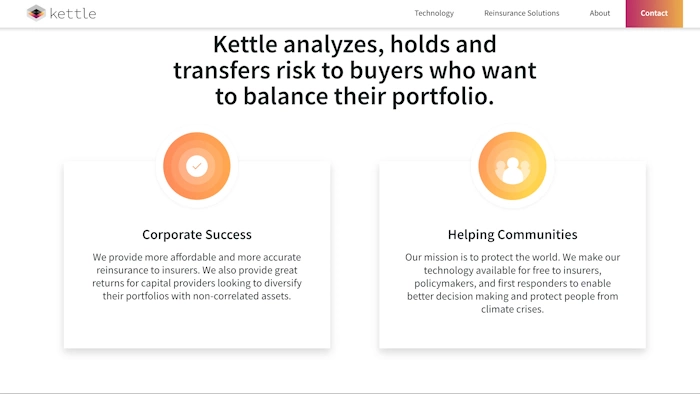 kettle
Technology
Reinsurance Solutions
About
Contact
Kettle analyzes, holds and
transfers risk to buyers who want
to balance their portfolio.
Corporate Success
We provide more affordable and more accurate
reinsurance to insurers. We also provide great
returns for capital providers looking to diversify
their portfolios with non-correlated assets.
Helping Communities
Our mission is to protect the world. We make our
technology available for free to insurers,
policymakers, and first responders to enable
better decision making and protect people from
climate crises.